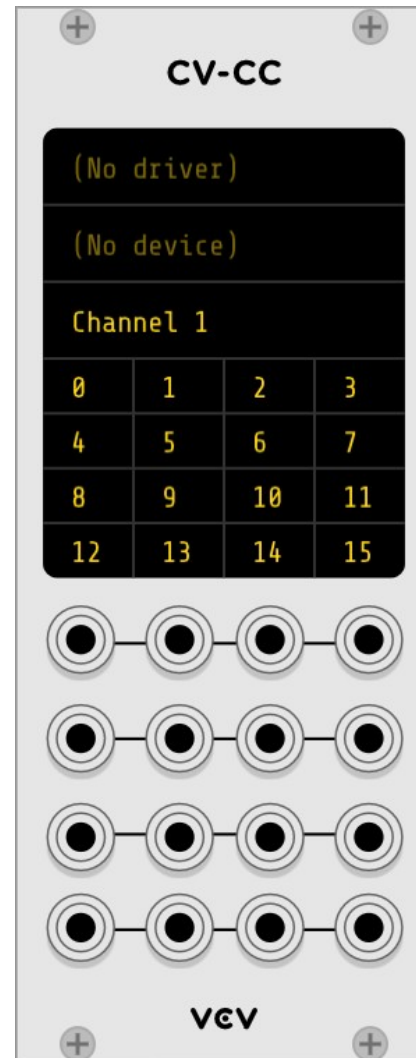 CV-CC
(No driver)
(No device)
Channel 1
0 1 2 3
4 5 6 7
8 9 10 11
12 13 14 15
VCV